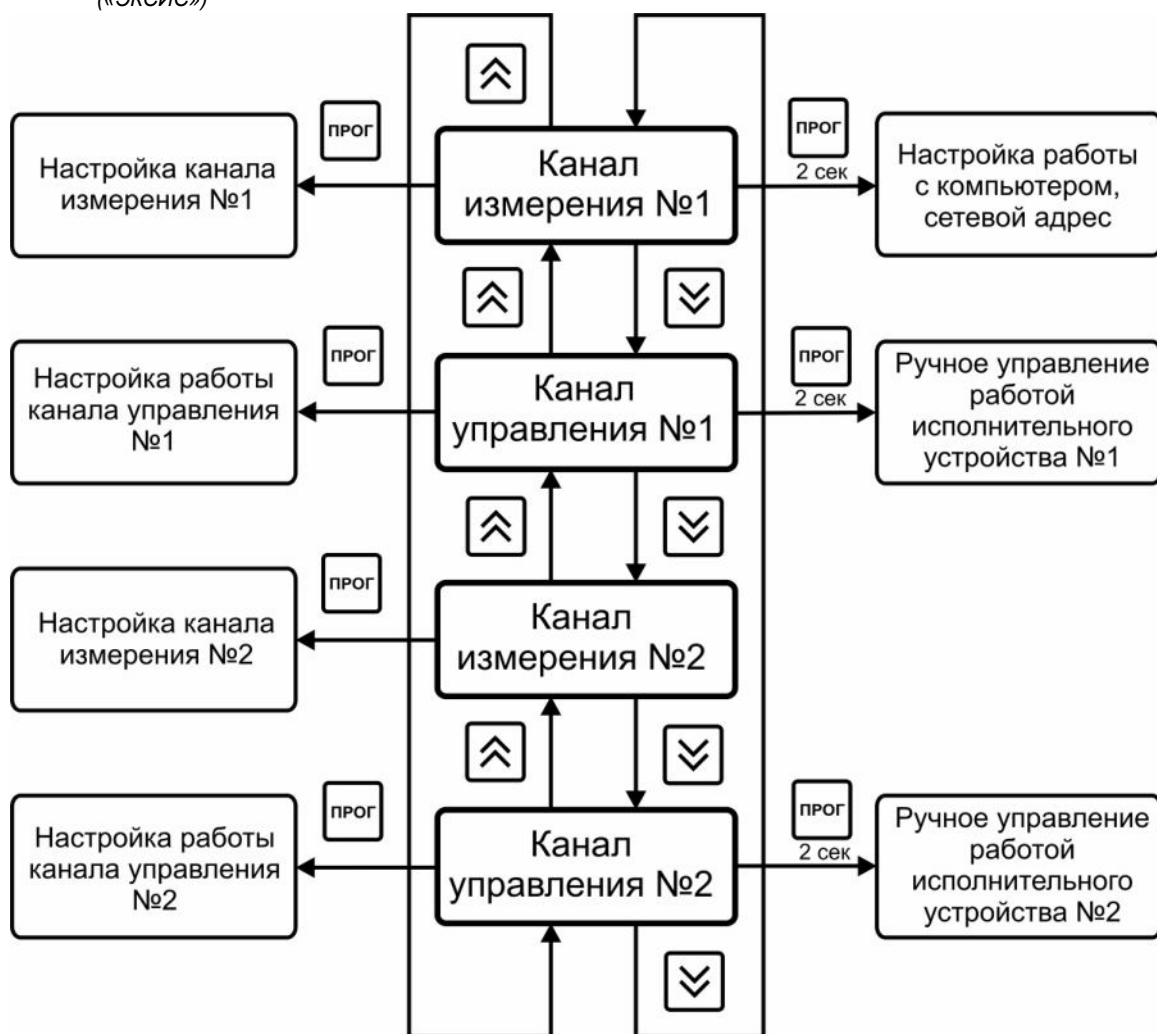 («Эксис»)
ПРОГ
Настройка канала
измерения №1
Канал
измерения №1
ПРОГ
2 сек
Настройка работы
с компьютером,
сетевой адрес
ПРОГ
Настройка работы
канала управления
№1
Канал
управления №1
ПРОГ
2 сек
Ручное управление
работой
исполнительного
устройства №1
ПРОГ
Настройка канала
измерения №2
Канал
измерения №2
ПРОГ
Настройка работы
канала управления
№2
Канал
управления №2
ПРОГ
2 сек
Ручное управление
работой
исполнительного
устройства №2